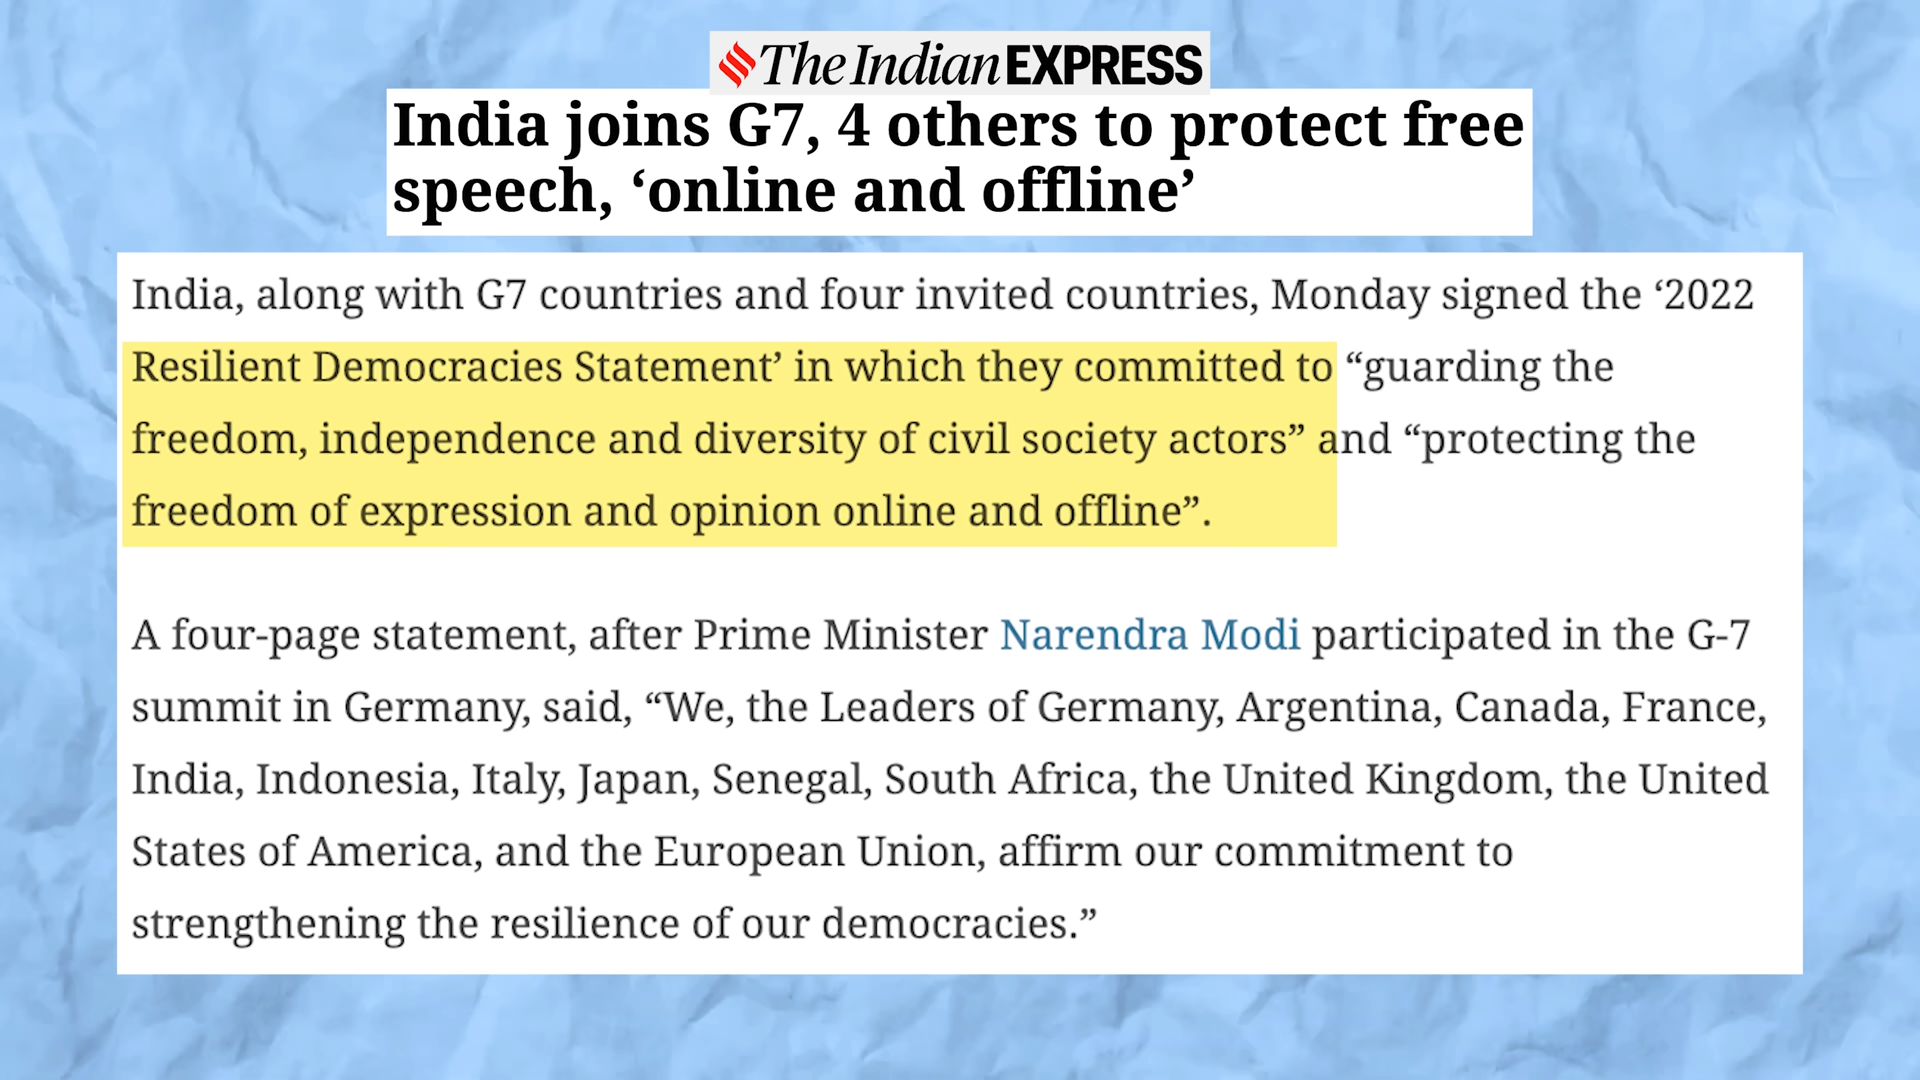 The Indian EXPRESS
India joins G7, 4 others to protect free
speech, ‘online and offline’
India, along with G7 countries and four invited countries, Monday signed the ‘2022
Resilient Democracies Statement’ in which they committed to “guarding the
freedom, independence and diversity of civil society actors” and “protecting the
freedom of expression and opinion online and offline”.
A four-page statement, after Prime Minister Narendra Modi participated in the G-7
summit in Germany, said, “We, the Leaders of Germany, Argentina, Canada, France,
India, Indonesia, Italy, Japan, Senegal, South Africa, the United Kingdom, the United
States of America, and the European Union, affirm our commitment to
strengthening the resilience of our democracies.”